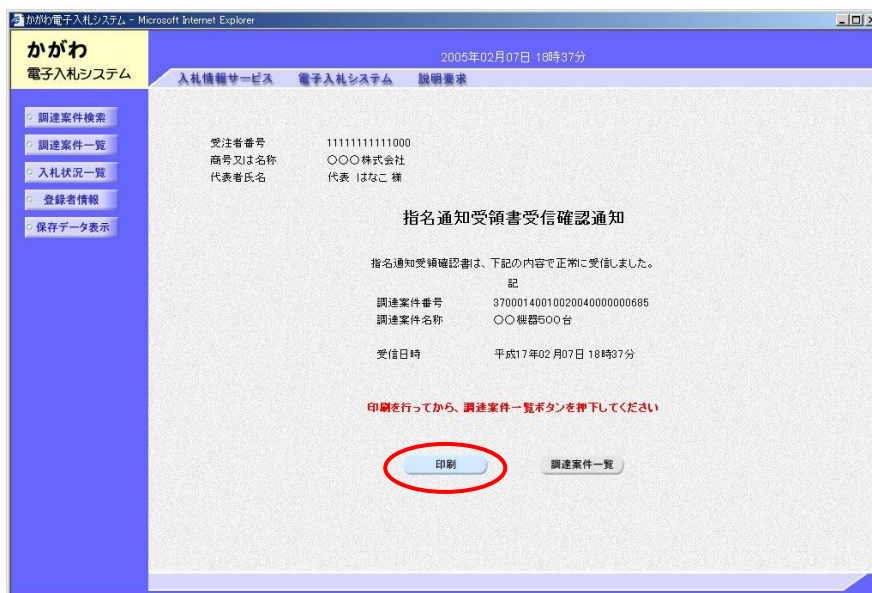 かがわ電子入札システム - Microsoft Internet Explorer
かがわ
電子入札システム
2005年02月07日 18時37分
入札情報サービス 電子入札システム 説明要求
調達案件検索
調達案件一覧
入札状況一覧
登録者情報
保存データ表示
受注者番号 11111111111000
商号又は名称 〇〇〇株式会社
代表者氏名 代表 はなこ 様
指名通知受領書受信確認通知
指名通知受領確認書は、下記の内容で正常に受信しました。
記
調達案件番号 37000140010020040000000685
調達案件名称 〇〇機器500台
受信日時 平成17年02月07日 18時37分
印刷を行ってから、調達案件一覧ボタンを押下してください
印刷 調達案件一覧